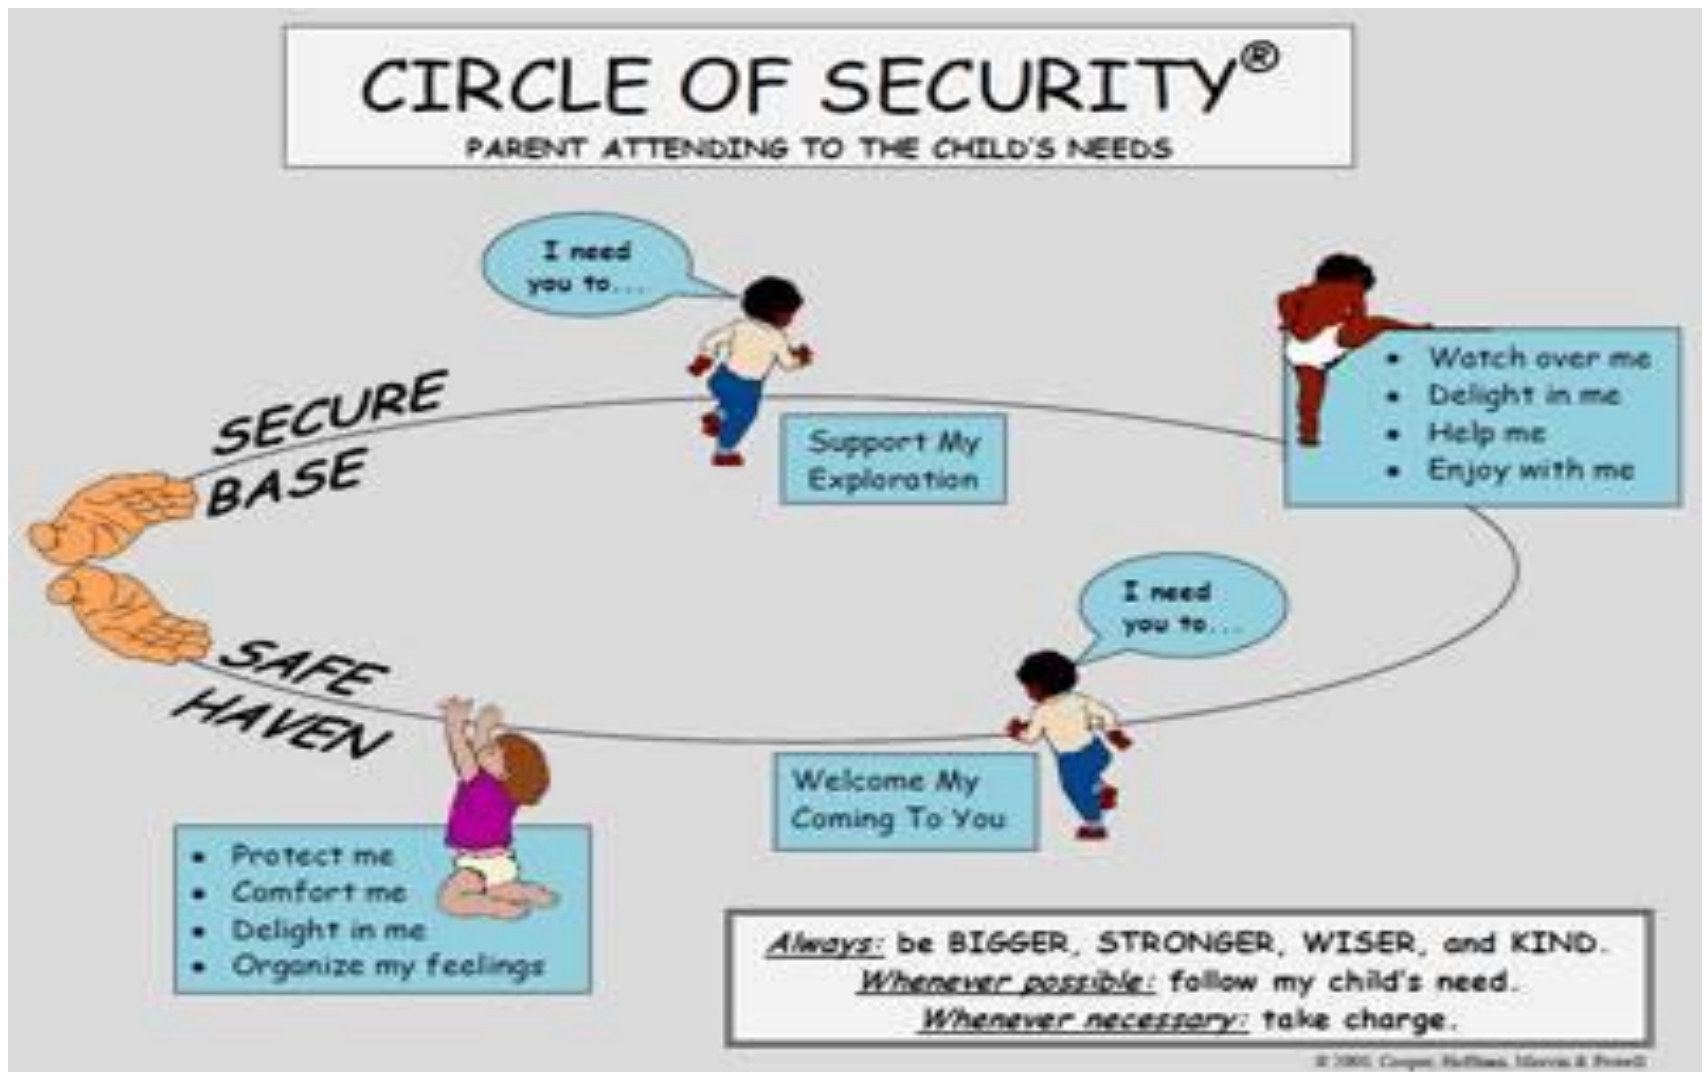 CIRCLE OF SECURITY®
PARENT ATTENDING TO THE CHILD'S NEEDS
I need
you to...
SECURE
BASE
Support My
Exploration
• Watch over me
• Delight in me
• Help me
• Enjoy with me
I need
you to...
SAFE
HAVEN
Welcome My
Coming To You
• Protect me
• Comfort me
• Delight in me
• Organize my feelings
Always: be BIGGER, STRONGER, WISER, and KIND.
Whenever possible: follow my child's need.
Whenever necessary: take charge.
©